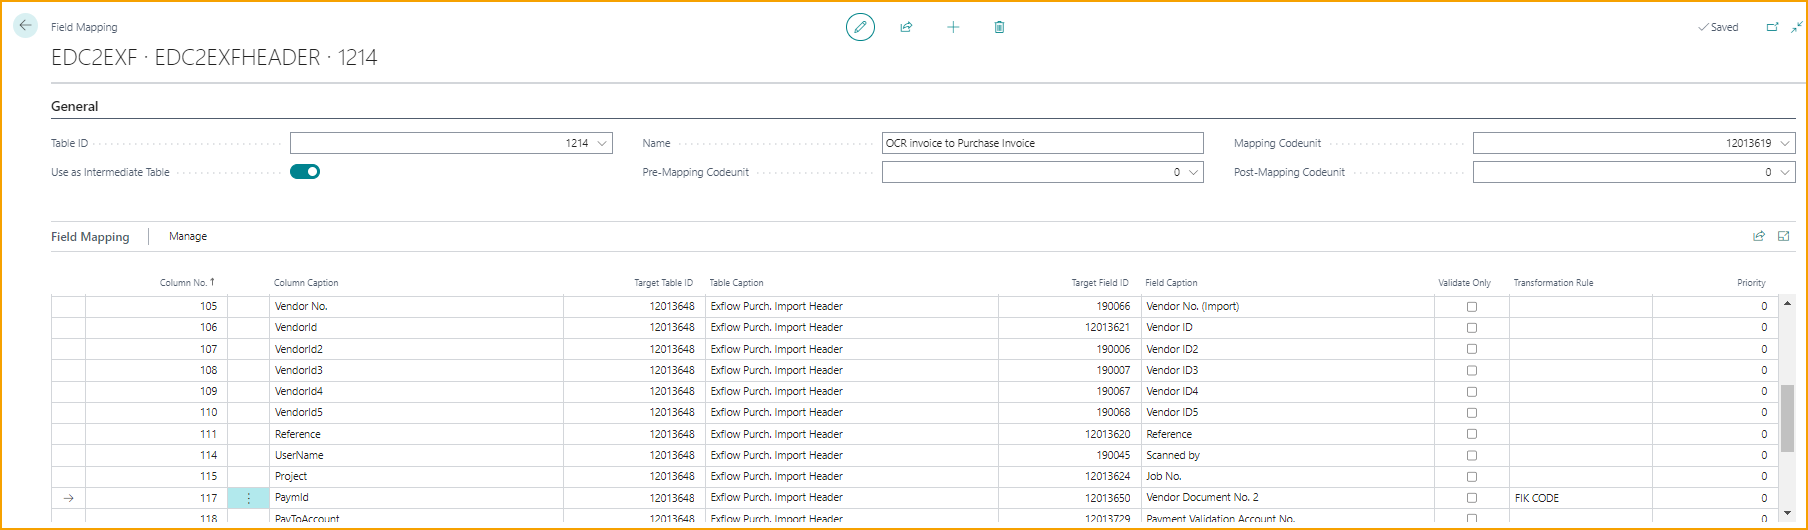 Field Mapping
Saved
EDC2EXF · EDC2EXFHEADER · 1214
General
Table ID 1214 Name OCR invoice to Purchase Invoice Mapping Codeunit 12013619
Use as Intermediate Table Pre-Mapping Codeunit 0 Post-Mapping Codeunit 0
Field Mapping Manage
Column No. ↑ Column Caption Target Table ID Table Caption Target Field ID Field Caption Validate Only Transformation Rule Priority
105 Vendor No. 12013648 Exflow Purch. Import Header 190066 Vendor No. (Import) 0
106 VendorId 12013648 Exflow Purch. Import Header 12013621 Vendor ID 0
107 VendorId2 12013648 Exflow Purch. Import Header 190006 Vendor ID2 0
108 VendorId3 12013648 Exflow Purch. Import Header 190007 Vendor ID3 0
109 VendorId4 12013648 Exflow Purch. Import Header 190067 Vendor ID4 0
110 VendorId5 12013648 Exflow Purch. Import Header 190068 Vendor ID5 0
111 Reference 12013648 Exflow Purch. Import Header 12013620 Reference 0
114 UserName 12013648 Exflow Purch. Import Header 190045 Scanned by 0
115 Project 12013648 Exflow Purch. Import Header 12013624 Job No. 0
117 PaymId 12013648 Exflow Purch. Import Header 12013650 Vendor Document No. 2 FIK CODE 0
118 PayToAccount 12013648 Exflow Purch. Import Header 12013729 Payment Validation Account No. 0